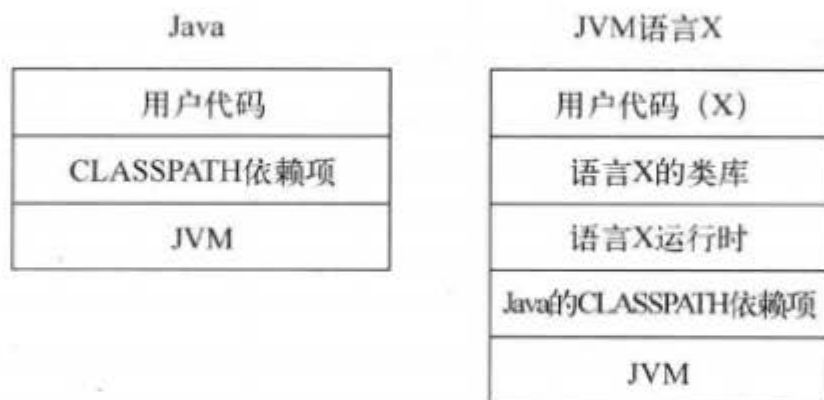 Java
用户代码
CLASSPATH依赖项
JVM
JVM语言X
用户代码（X）
语言X的类库
语言X运行时
Java的CLASSPATH依赖项
JVM